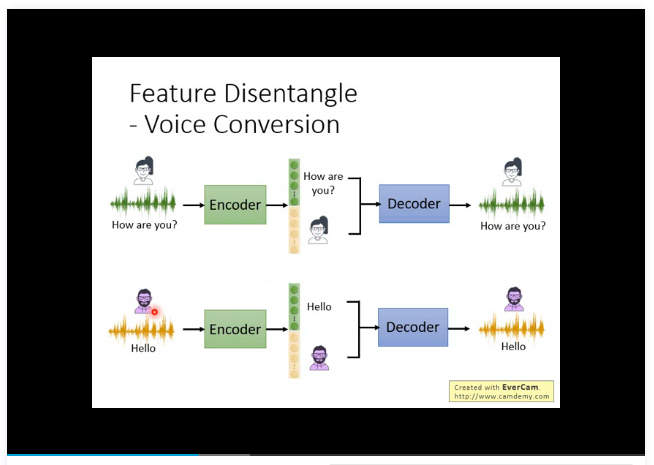 Feature Disentangle
- Voice Conversion
How are you?
Encoder
How are
you?
Decoder
How are you?
Hello
Encoder
Hello
Decoder
Hello
Created with EverCam.
http://www.camdemy.com